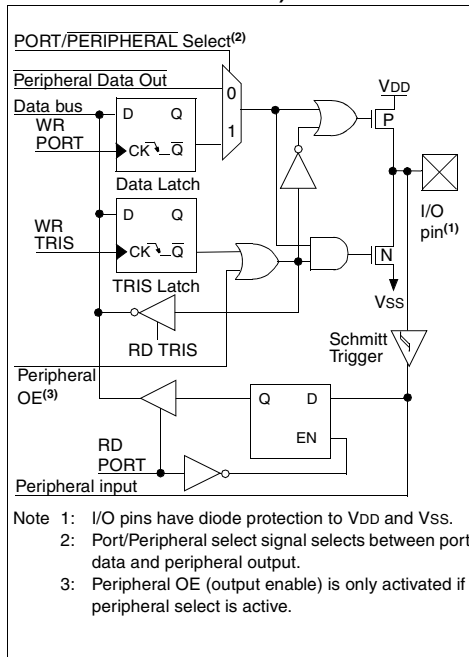 PORT/PERIPHERAL Select(2)
Peripheral Data Out
Data bus
WR
PORT
D Q
CK Q
Data Latch
0
1
VDD
P
I/O
pin(1)
WR
TRIS
D Q
CK Q
TRIS Latch
N
VSS
RD TRIS
Schmitt
Trigger
Peripheral
OE(3)
Q D
EN
RD
PORT
Peripheral input
Note 1: I/O pins have diode protection to VDD and VSS.
2: Port/Peripheral select signal selects between port
data and peripheral output.
3: Peripheral OE (output enable) is only activated if
peripheral select is active.